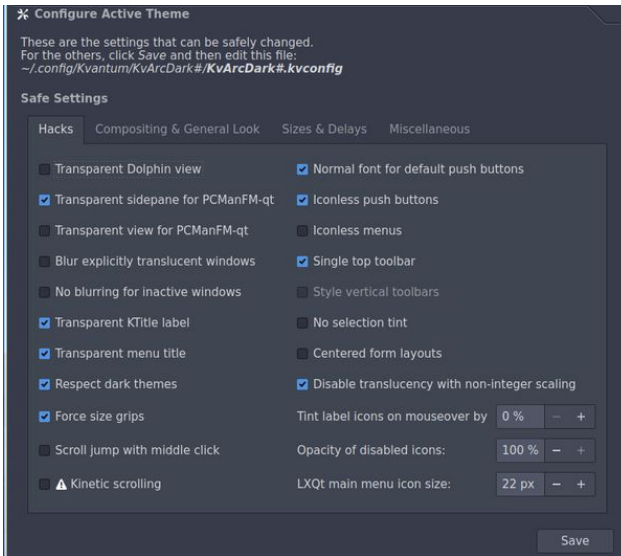 Configure Active Theme
These are the settings that can be safely changed.
For the others, click Save and then edit this file:
~/.config/Kvantum/KvArcDark#/KvArcDark#.kvconfig
Safe Settings
Hacks Compositing & General Look Sizes & Delays Miscellaneous
Transparent Dolphin view
Transparent sidepane for PCManFM-qt
Transparent view for PCManFM-qt
Blur explicitly translucent windows
No blurring for inactive windows
Transparent KTitle label
Transparent menu title
Respect dark themes
Force size grips
Scroll jump with middle click
Kinetic scrolling
Normal font for default push buttons
Iconless push buttons
Iconless menus
Single top toolbar
Style vertical toolbars
No selection tint
Centered form layouts
Disable translucency with non-integer scaling
Tint label icons on mouseover by 0 % − +
Opacity of disabled icons: 100 % − +
LXQt main menu icon size: 22 px − +
Save